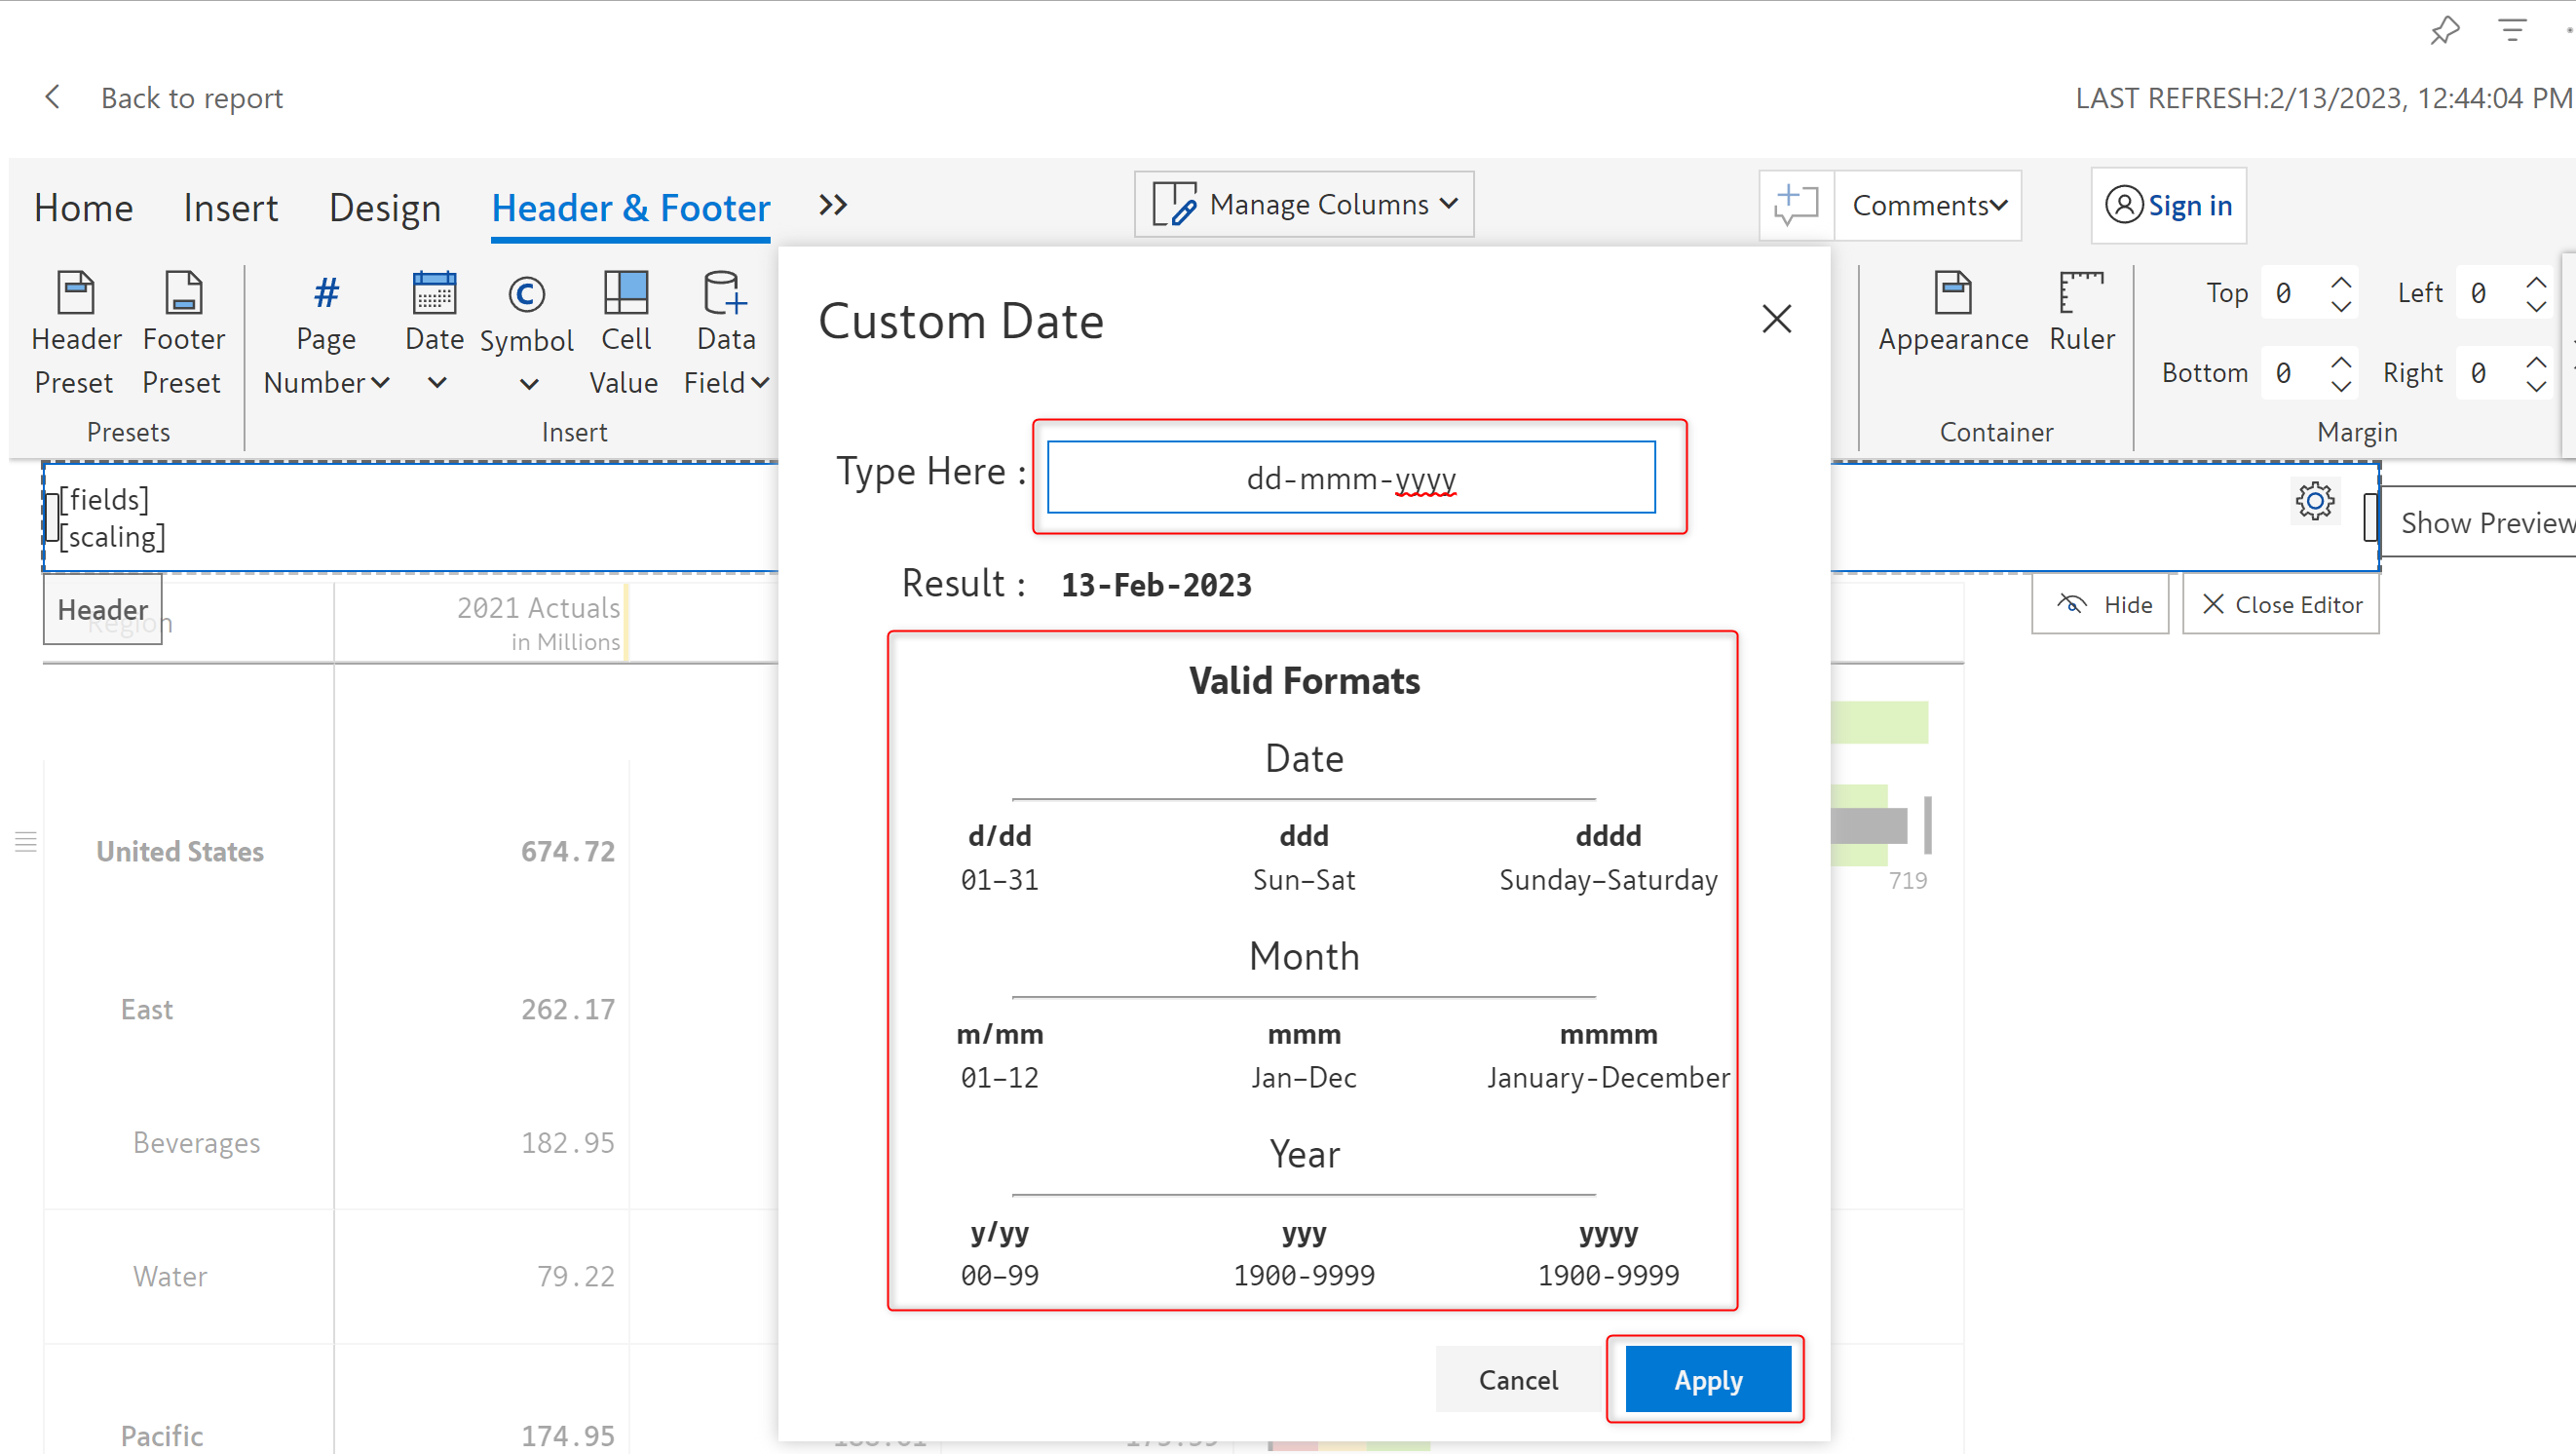 Back to report
LAST REFRESH:2/13/2023, 12:44:04 PM
Home Insert Design Header & Footer
Manage Columns
Comments
Sign in
Header Preset
Footer Preset
Presets
# Page Number
Date
Symbol
Cell Value
Data Field
Insert
Appearance
Ruler
Container
Top 0
Left 0
Bottom 0
Right 0
Margin
[fields]
[scaling]
Header
Show Preview
Hide
Close Editor
Region
2021 Actuals
in Millions
United States 674.72
719
East 262.17
Beverages 182.95
Water 79.22
Pacific 174.95
Custom Date
Type Here : dd-mmm-yyyy
Result : 13-Feb-2023
Valid Formats
Date
d/dd ddd dddd
01–31 Sun–Sat Sunday–Saturday
Month
m/mm mmm mmmm
01–12 Jan–Dec January-December
Year
y/yy yyy yyyy
00–99 1900-9999 1900-9999
Cancel
Apply